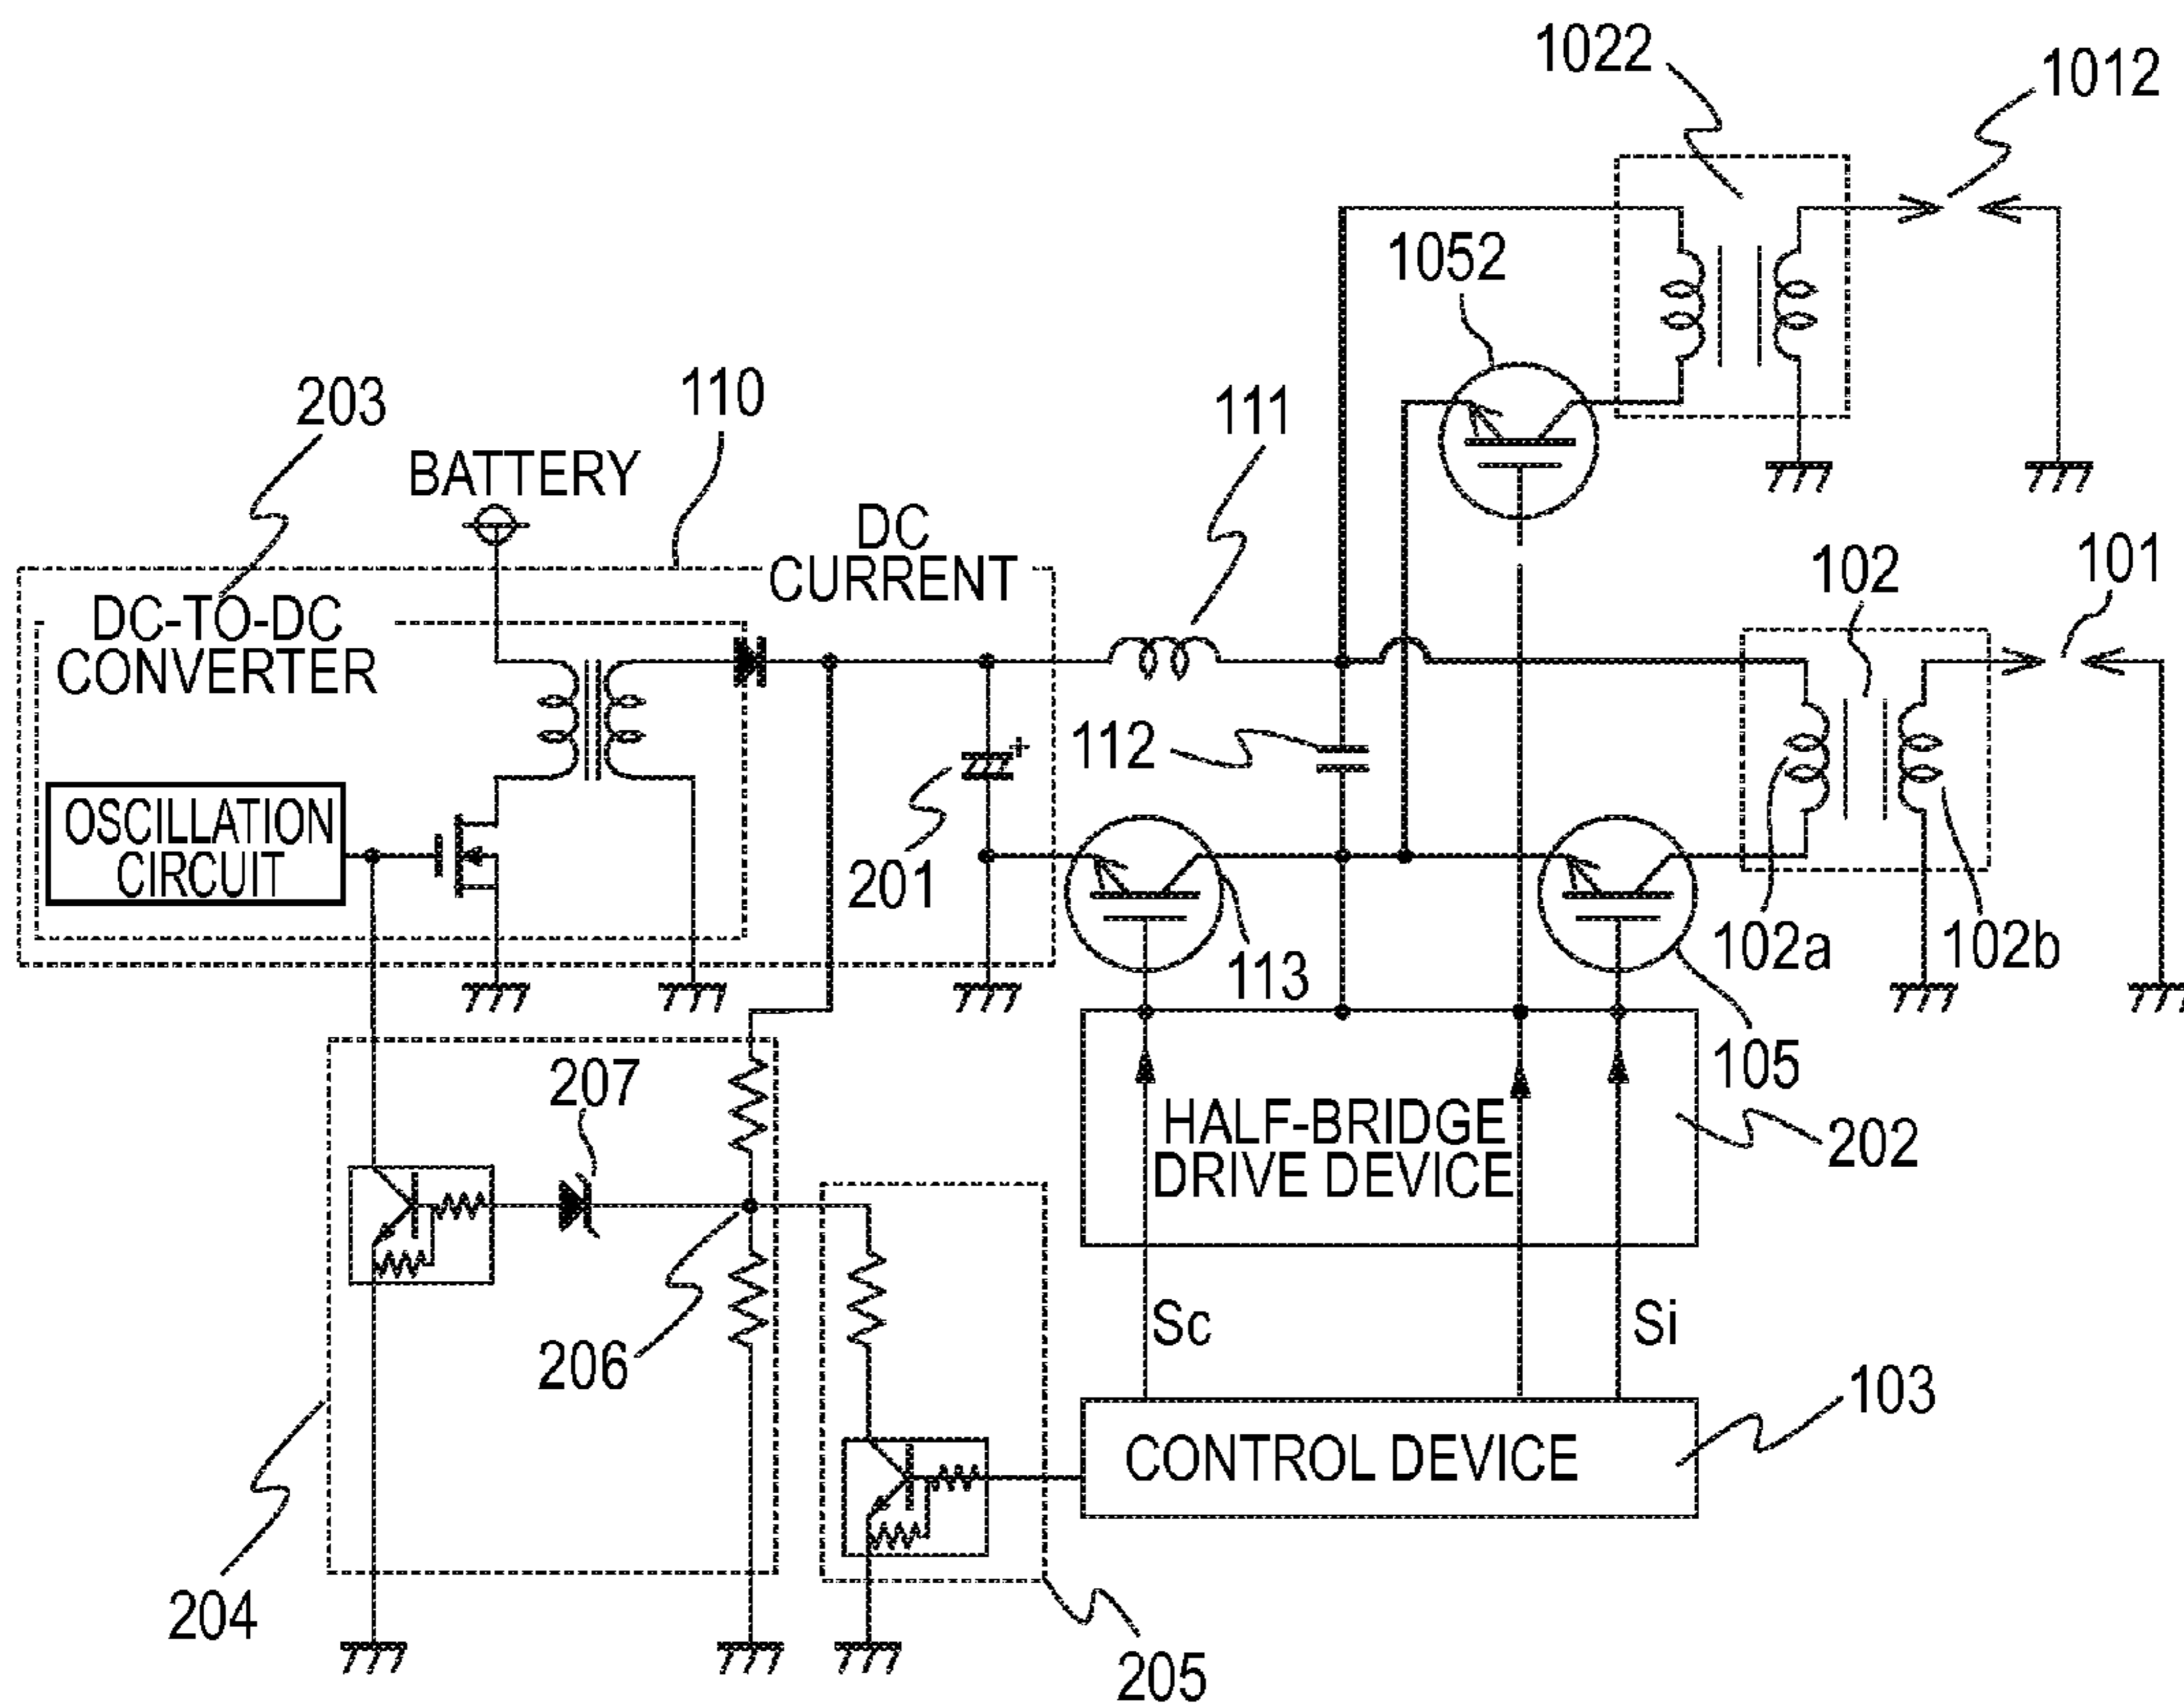 1022
1012
1052
203
110
111
BATTERY
DC
CURRENT
102
101
DC-TO-DC
CONVERTER
112
OSCILLATION
CIRCUIT
201
+
113
102a
102b
105
207
HALF-BRIDGE
DRIVE DEVICE
202
206
Sc
Si
103
CONTROL DEVICE
204
205